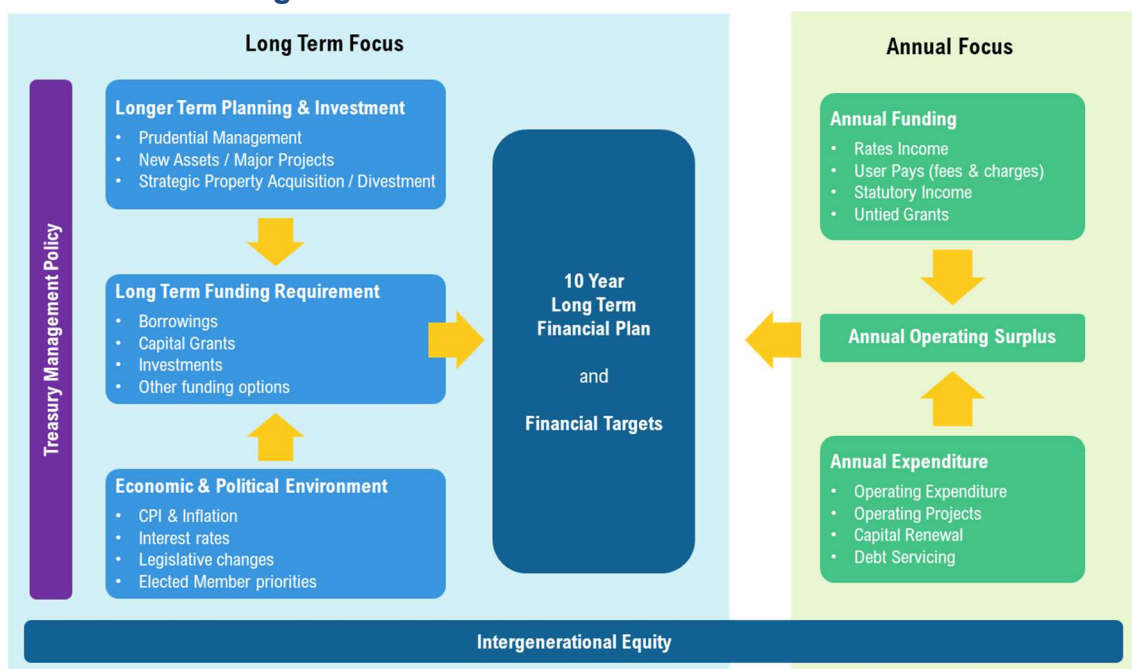 Long Term Focus
Treasury Management Policy
Longer Term Planning & Investment
• Prudential Management
• New Assets / Major Projects
• Strategic Property Acquisition / Divestment
Long Term Funding Requirement
• Borrowings
• Capital Grants
• Investments
• Other funding options
Economic & Political Environment
• CPI & Inflation
• Interest rates
• Legislative changes
• Elected Member priorities
10 Year
Long Term
Financial Plan
and
Financial Targets
Annual Focus
Annual Funding
• Rates Income
• User Pays (fees & charges)
• Statutory Income
• Untied Grants
Annual Operating Surplus
Annual Expenditure
• Operating Expenditure
• Operating Projects
• Capital Renewal
• Debt Servicing
Intergenerational Equity